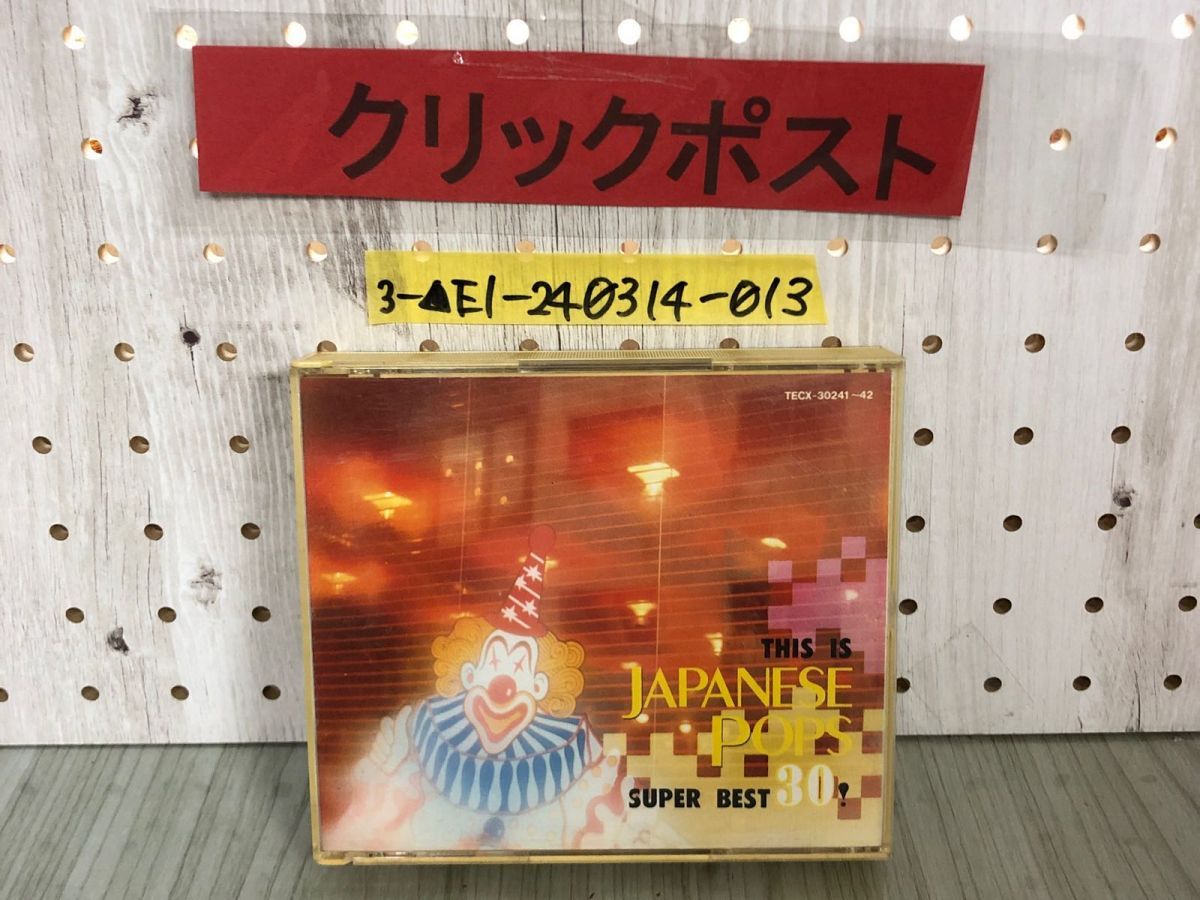 クリックポスト
3-▲E1-240314-013
TECX-30241~42
THIS IS
JAPANESE
POPS
SUPER BEST 30!